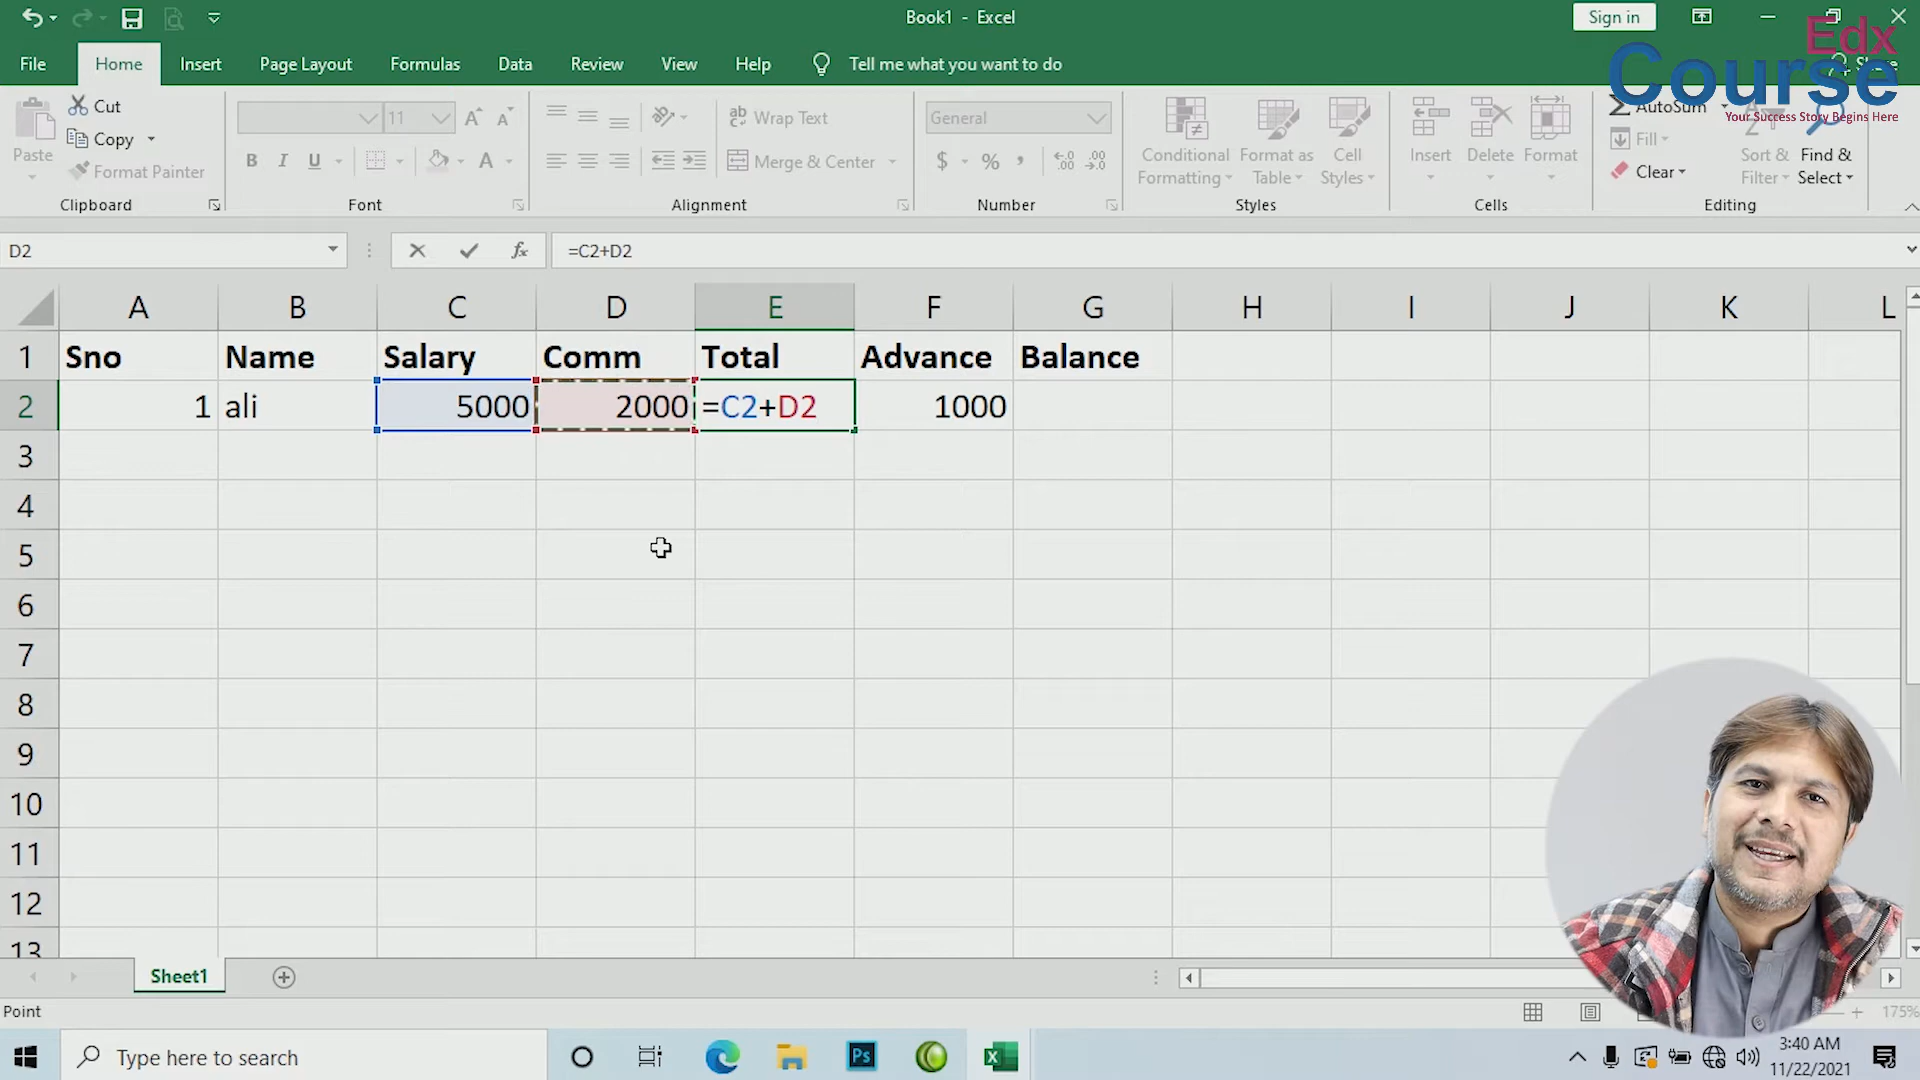 Book1 - Excel
Sign in
Edx
Course
Your Success Story Begins Here
File Home Insert Page Layout Formulas Data Review View Help Tell me what you want to do
Cut
Copy
Format Painter
Paste
Clipboard
11
B I U A
Font
Wrap Text
Merge & Center
Alignment
General
$ % ,
Number
Conditional Formatting
Format as Table
Cell Styles
Styles
Insert Delete Format
Cells
AutoSum
Fill
Clear
Sort & Filter
Find & Select
Editing
D2 fx =C2+D2
A B C D E F G H I J K L
1 Sno Name Salary Comm Total Advance Balance
2 1 ali 5000 2000 =C2+D2 1000
3
4
5
6
7
8
9
10
11
12
13
Sheet1
Point
175%
Type here to search
Ps
3:40 AM
11/22/2021